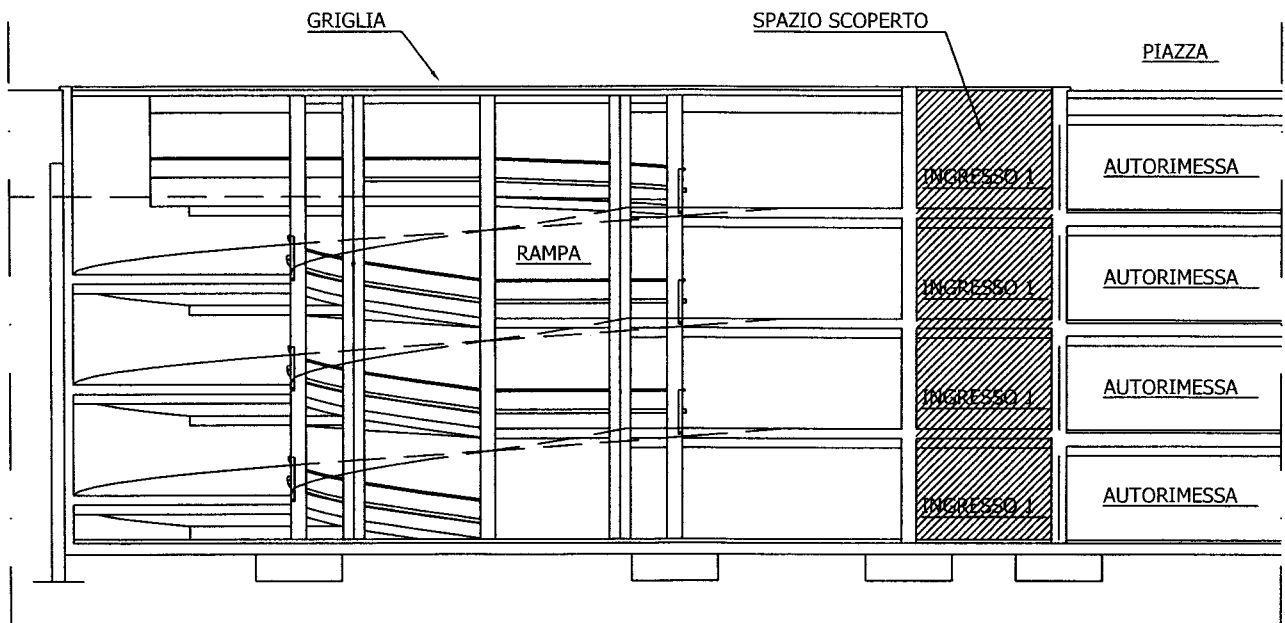 GRIGLIA
SPAZIO SCOPERTO
PIAZZA
INGRESSO 1
AUTORIMESSA
RAMPA
INGRESSO 1
AUTORIMESSA
INGRESSO 1
AUTORIMESSA
INGRESSO 1
AUTORIMESSA